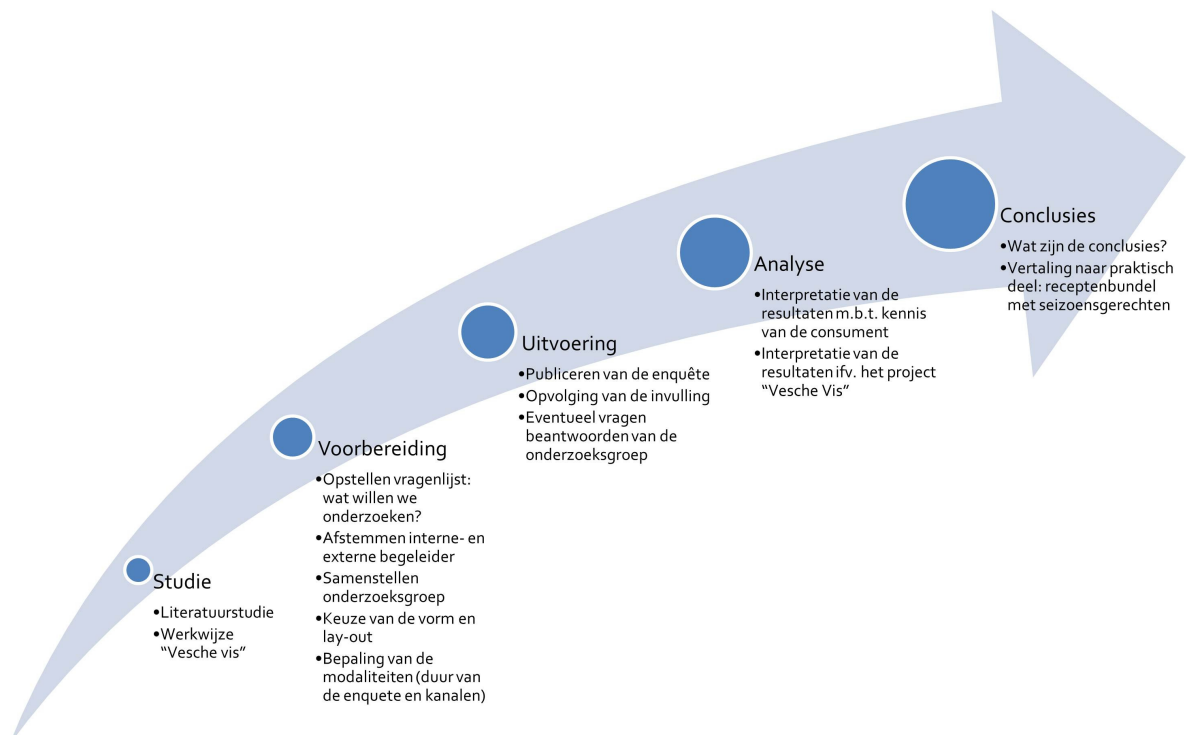 Studie
•Literatuurstudie
•Werkwijze
“Vesche vis”
Voorbereiding
•Opstellen vragenlijst:
wat willen we
onderzoeken?
•Afstemmen interne- en
externe begeleider
•Samenstellen
onderzoeksgroep
•Keuze van de vorm en
lay-out
•Bepaling van de
modaliteiten (duur van
de enquete en kanalen)
Uitvoering
•Publiceren van de enquête
•Opvolging van de invulling
•Eventueel vragen
beantwoorden van de
onderzoeksgroep
Analyse
•Interpretatie van de
resultaten m.b.t. kennis
van de consument
•Interpretatie van de
resultaten ifv. het project
“Vesche Vis”
Conclusies
•Wat zijn de conclusies?
•Vertaling naar praktisch
deel: receptenbundel
met seizoensgerechten